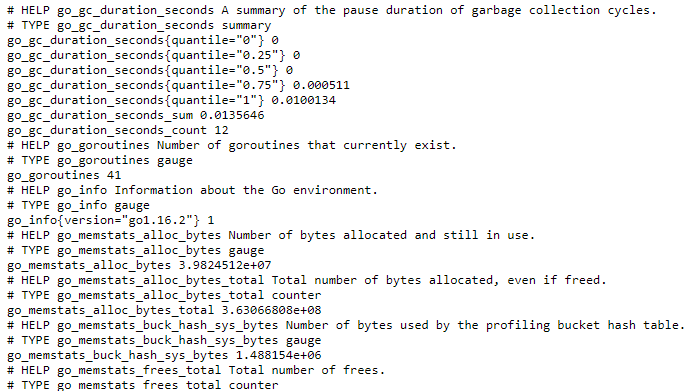 # HELP go_gc_duration_seconds A summary of the pause duration of garbage collection cycles.
# TYPE go_gc_duration_seconds summary
go_gc_duration_seconds{quantile="0"} 0
go_gc_duration_seconds{quantile="0.25"} 0
go_gc_duration_seconds{quantile="0.5"} 0
go_gc_duration_seconds{quantile="0.75"} 0.000511
go_gc_duration_seconds{quantile="1"} 0.0100134
go_gc_duration_seconds_sum 0.0135646
go_gc_duration_seconds_count 12
# HELP go_goroutines Number of goroutines that currently exist.
# TYPE go_goroutines gauge
go_goroutines 41
# HELP go_info Information about the Go environment.
# TYPE go_info gauge
go_info{version="go1.16.2"} 1
# HELP go_memstats_alloc_bytes Number of bytes allocated and still in use.
# TYPE go_memstats_alloc_bytes gauge
go_memstats_alloc_bytes 3.9824512e+07
# HELP go_memstats_alloc_bytes_total Total number of bytes allocated, even if freed.
# TYPE go_memstats_alloc_bytes_total counter
go_memstats_alloc_bytes_total 3.63066808e+08
# HELP go_memstats_buck_hash_sys_bytes Number of bytes used by the profiling bucket hash table.
# TYPE go_memstats_buck_hash_sys_bytes gauge
go_memstats_buck_hash_sys_bytes 1.488154e+06
# HELP go_memstats_frees_total Total number of frees.
# TYPE go_memstats_frees_total counter